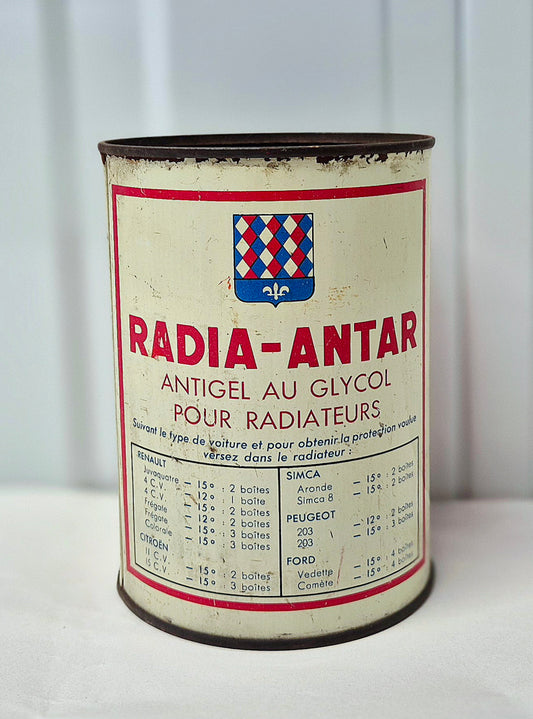 RADIA-ANTAR
ANTIGEL AU GLYCOL
POUR RADIATEURS
Suivant le type de voiture et pour obtenir la protection voulue
versez dans le radiateur :
RENAULT
Juvaquatre — 15° : 2 boîtes
4 C.V. — 12° : 1 boîte
4 C.V. — 15° : 2 boîtes
Frégate — 12° : 2 boîtes
Frégate — 15° : 3 boîtes
Colorale — 15° : 3 boîtes
CITROËN
11 C.V. — 15° : 2 boîtes
15 C.V. — 15° : 3 boîtes
SIMCA
Aronde — 15° : 2 boîtes
Simca 8 — 15° : 2 boîtes
PEUGEOT
203 — 12° : 2 boîtes
203 — 15° : 3 boîtes
FORD
Vedette — 15° : 4 boîtes
Comète — 15° : 4 boîtes